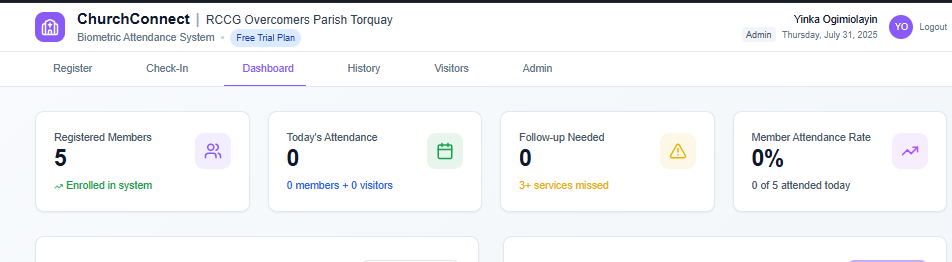 ChurchConnect | RCCG Overcomers Parish Torquay
Biometric Attendance System • Free Trial Plan
Yinka Ogimiolayin
Admin Thursday, July 31, 2025
YO
Logout
Register Check-In Dashboard History Visitors Admin
Registered Members
5
Enrolled in system
Today's Attendance
0
0 members + 0 visitors
Follow-up Needed
0
3+ services missed
Member Attendance Rate
0%
0 of 5 attended today